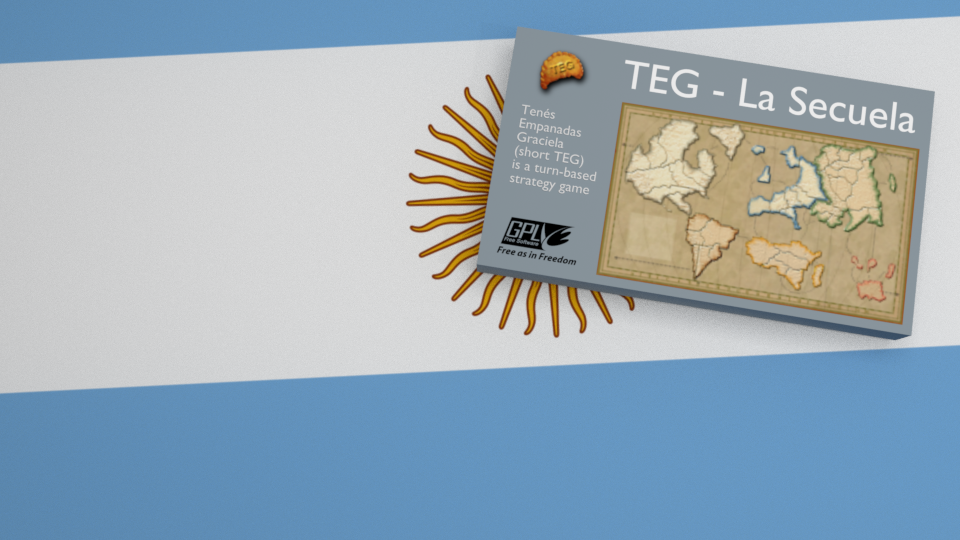 TEG
TEG - La Secuela
Tenés
Empanadas
Graciela
(short TEG)
is a turn-based
strategy game
GPLv3
Free Software
Free as in Freedom